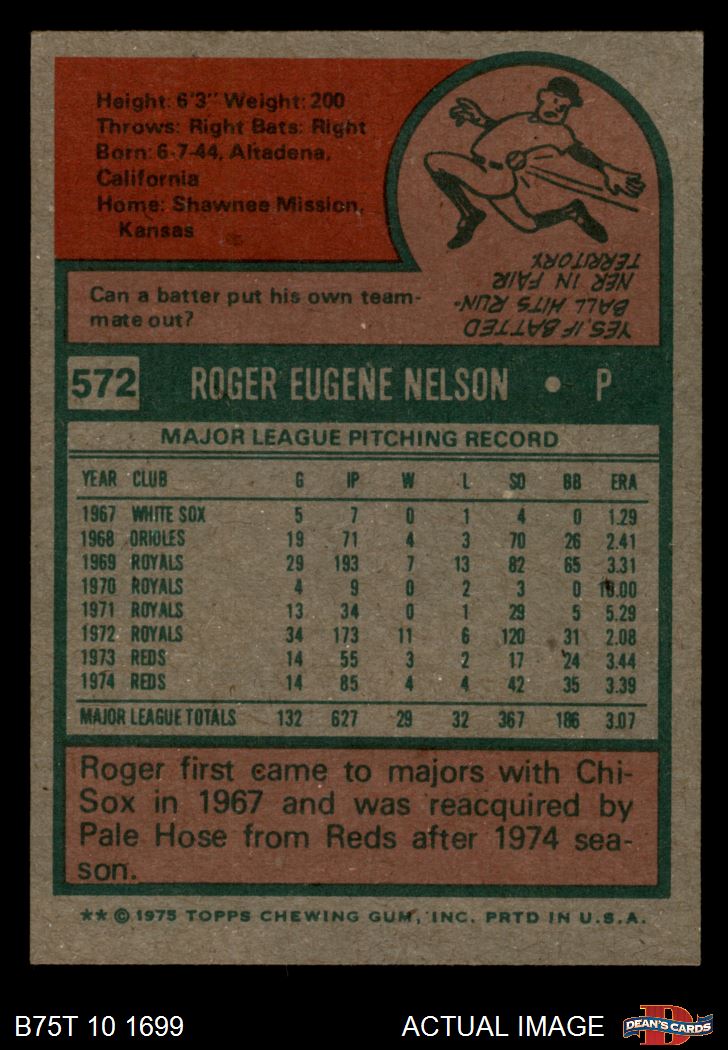 Height: 6'3" Weight: 200
Throws: Right Bats: Right
Born: 6-7-44, Altadena,
California
Home: Shawnee Mission,
Kansas
Can a batter put his own team-
mate out?
YES, IF BATTED
BALL HITS RUN-
NER IN FAIR
TERRITORY.
572 ROGER EUGENE NELSON • P
MAJOR LEAGUE PITCHING RECORD
YEAR CLUB G IP W L SO BB ERA
1967 WHITE SOX 5 7 0 1 4 0 1.29
1968 ORIOLES 19 71 4 3 70 26 2.41
1969 ROYALS 29 193 7 13 82 65 3.31
1970 ROYALS 4 9 0 2 3 0 10.00
1971 ROYALS 13 34 0 1 29 5 5.29
1972 ROYALS 34 173 11 6 120 31 2.08
1973 REDS 14 55 3 2 17 24 3.44
1974 REDS 14 85 4 4 42 35 3.39
MAJOR LEAGUE TOTALS 132 627 29 32 367 186 3.07
Roger first came to majors with Chi-
Sox in 1967 and was reacquired by
Pale Hose from Reds after 1974 sea-
son.
** © 1975 TOPPS CHEWING GUM, INC. PRTD IN U.S.A.
B75T 10 1699 ACTUAL IMAGE D DEAN'S CARDS